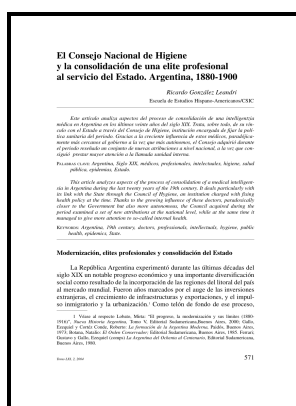 El Consejo Nacional de Higiene
y la consolidación de una elite profesional
al servicio del Estado. Argentina, 1880-1900
Ricardo González Leandri
Escuela de Estudios Hispano-Americanos/CSIC
Este artículo analiza aspectos del proceso de consolidación de una intelligentzia
médica en Argentina en los últimos veinte años del siglo XIX. Trata, sobre todo, de su vín-
culo con el Estado a través del Consejo de Higiene, institución encargada de fijar la polí-
tica sanitaria del período. Gracias a la creciente influencia de estos médicos, paradójica-
mente más cercanos al gobierno a la vez que más autónomos, el Consejo adquirió durante
el período reseñado un conjunto de nuevas atribuciones a nivel nacional, a la vez que con-
siguió prestar mayor atención a la llamada sanidad interna.
PALABRAS CLAVE: Argentina, Siglo XIX, médicos, profesionales, intelectuales, higiene, salud
pública, epidemias, Estado
This article analyzes aspects of the process of consolidation of a medical intelligent-
sia in Argentina during the last twenty years of the 19th century. It deals particularly with
its link with the State through the Council of Hygiene, an institution charged with fixing
health policy at the time. Thanks to the growing influence of these doctors, paradoxically
closer to the Government but also more autonomous, the Council acquired during the
period examined a set of new attributions at the national level, while at the same time it
managed to give more attention to so-called internal health.
KEYWORDS: Argentina, 19th century, doctors, professionals, intellectuals, hygiene, public
health, epidemics, State.
Modernización, elites profesionales y consolidación del Estado
La República Argentina experimentó durante las últimas décadas del
siglo XIX un notable progreso económico y una importante diversificación
social como resultado de la incorporación de las regiones del litoral del país
al mercado mundial. Fueron años marcados por el auge de las inversiones
extranjeras, el crecimiento de infraestructuras y exportaciones, y el impul-
so inmigratorio y la urbanización.1 Como telón de fondo de ese proceso,
1 Véase al respecto Lobato, Mirta: "El progreso, la modernización y sus límites (1880-
1916)", Nueva Historia Argentina, Tomo V, Editorial Sudamericana, Buenos Aires, 2000; Gallo,
Ezequiel y Cortés Conde, Roberto: La formación de la Argentina Moderna, Paidós, Buenos Aires,
1973; Botana, Natalio: El Orden Conservador, Editorial Sudamericana, Buenos Aires, 1985; Ferrari,
Gustavo y Gallo, Ezequiel (comps) La Argentina del Ochenta al Centenario, Editorial Sudamericana,
Buenos Aires, 1980.
Tomo LXI, 2, 2004
571